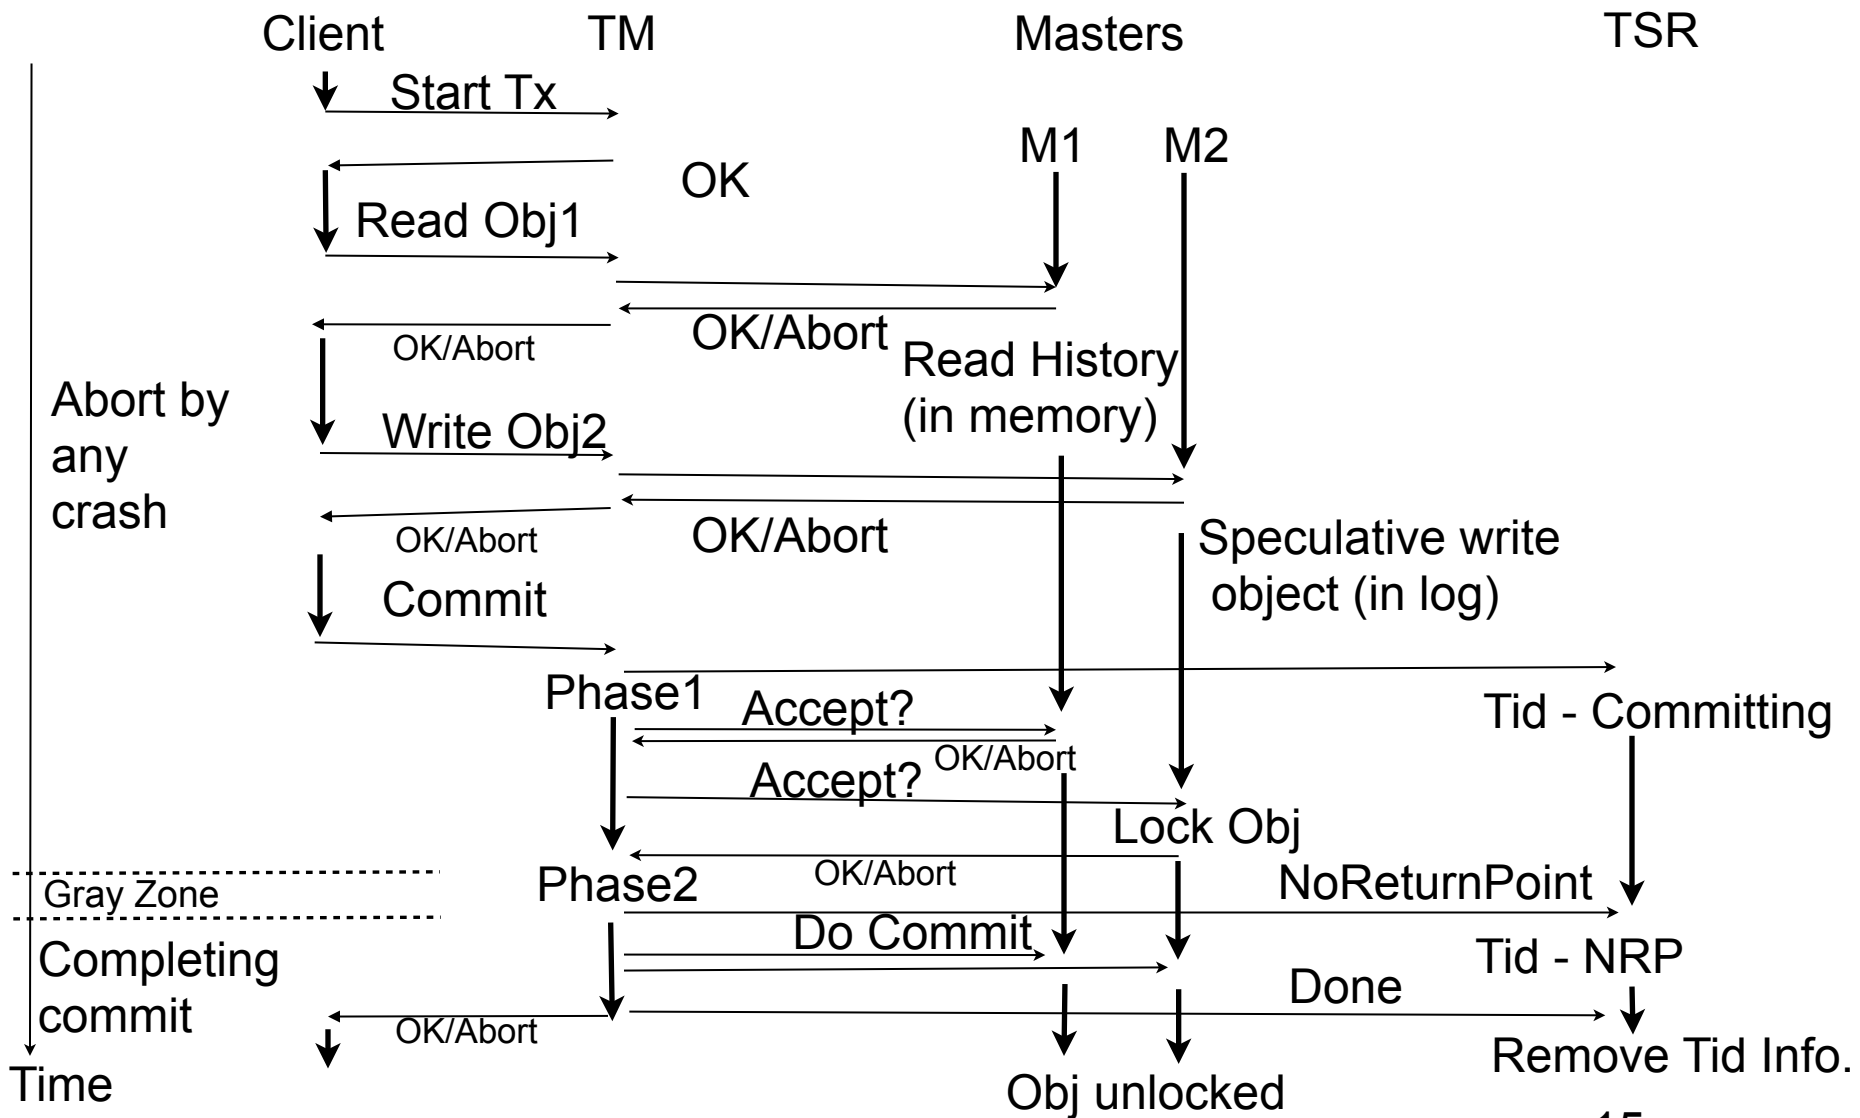 Client TM Masters TSR
Start Tx
M1 M2
OK
Read Obj1
OK/Abort
OK/Abort
Read History
(in memory)
Abort by
any
crash
Write Obj2
OK/Abort
OK/Abort
Speculative write
object (in log)
Commit
Phase1
Accept?
Tid - Committing
OK/Abort
Accept?
Lock Obj
OK/Abort
Gray Zone
Phase2
NoReturnPoint
Do Commit
Completing
commit
Tid - NRP
Done
OK/Abort
Remove Tid Info.
Time
Obj unlocked